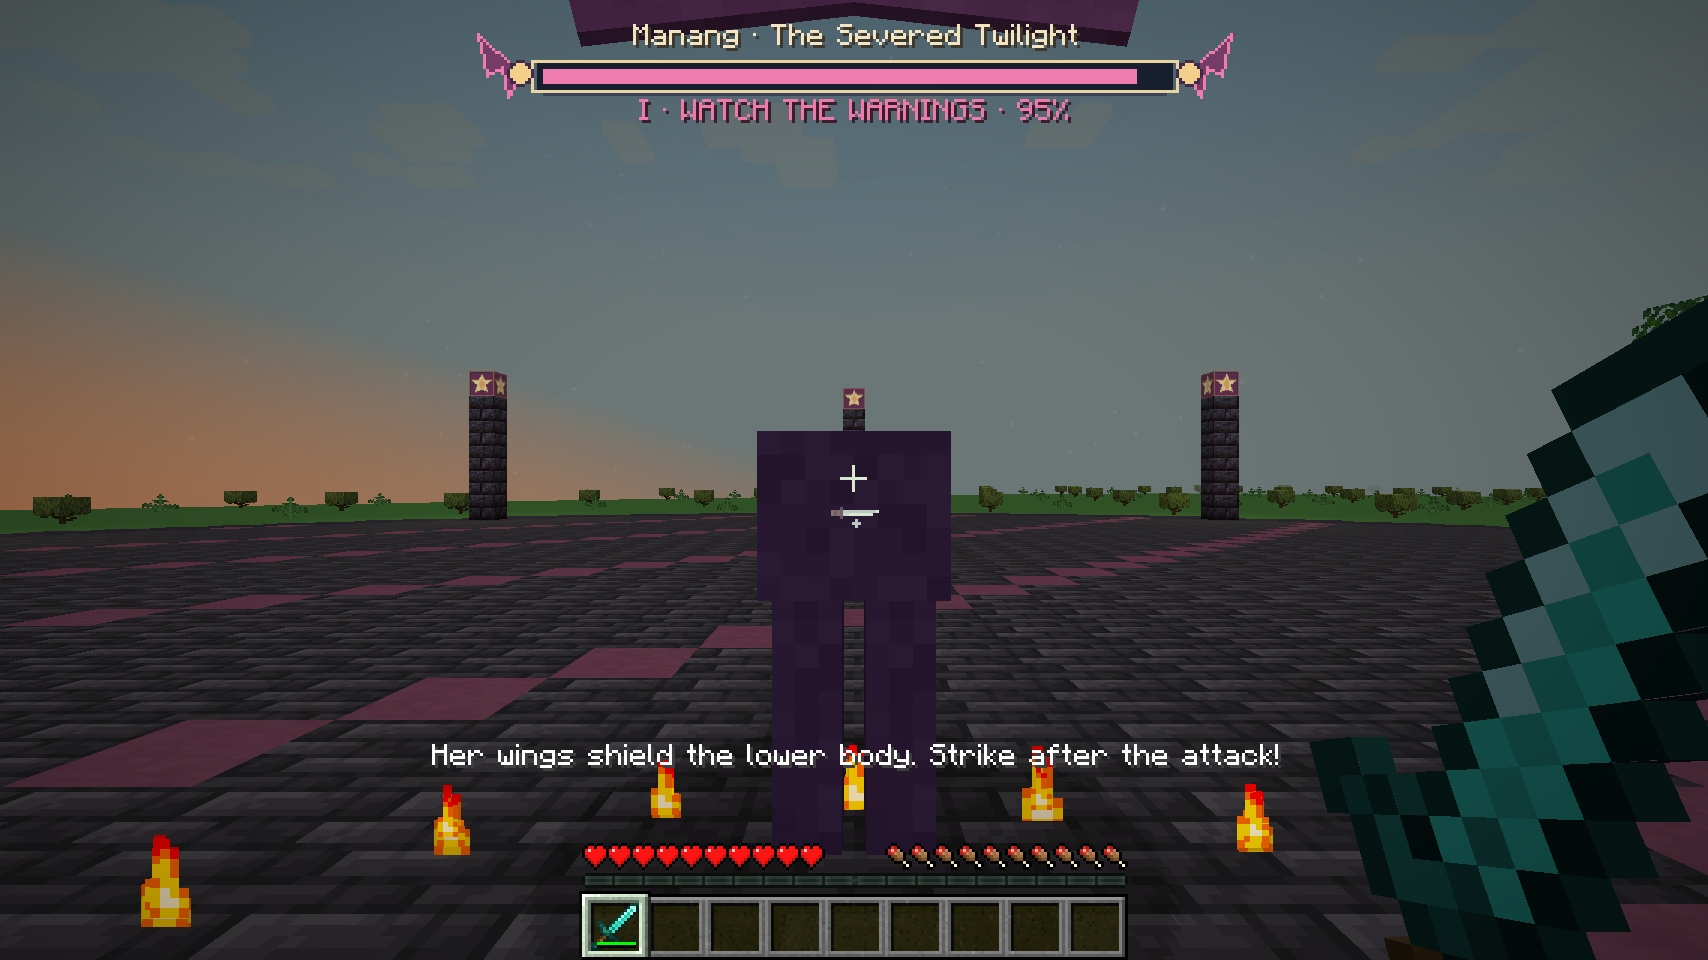 Manang · The Severed Twilight
I · WATCH THE WARNINGS · 95%
Her wings shield the lower body. Strike after the attack!